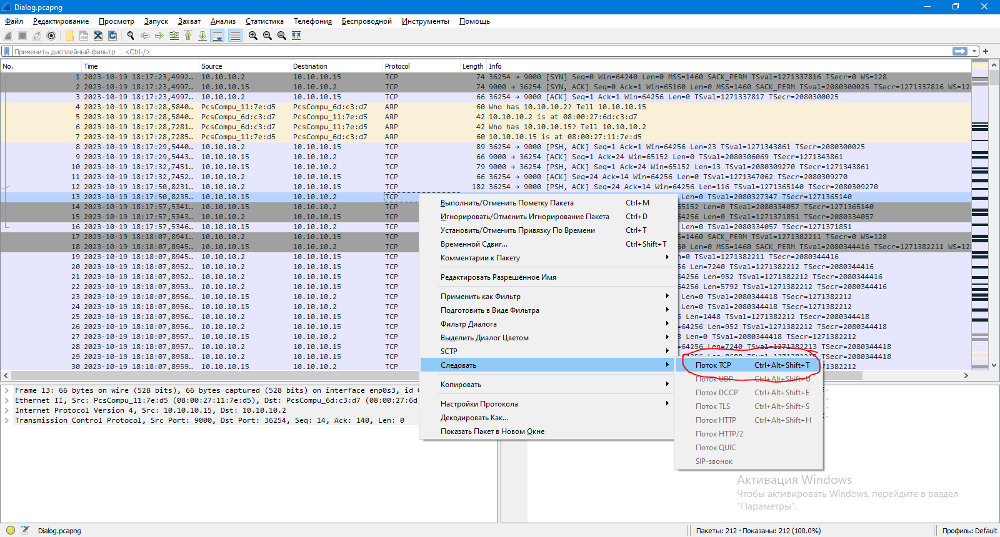 Dialog.pcapng
Файл Редактирование Просмотр Запуск Захват Анализ Статистика Телефония Беспроводной Инструменты Помощь
Применить дисплейный фильтр ... <Ctrl-/>
No. Time Source Destination Protocol Length Info
1 2023-10-19 18:17:23,4992… 10.10.10.2 10.10.10.15 TCP 74 36254 → 9000 [SYN] Seq=0 Win=64240 Len=0 MSS=1460 SACK_PERM TSval=1271337816 TSecr=0 WS=128
2 2023-10-19 18:17:23,4997… 10.10.10.15 10.10.10.2 TCP 74 9000 → 36254 [SYN, ACK] Seq=0 Ack=1 Win=65160 Len=0 MSS=1460 SACK_PERM TSval=2080300025 TSecr=1271337816 WS=128
3 2023-10-19 18:17:23,4997… 10.10.10.2 10.10.10.15 TCP 66 36254 → 9000 [ACK] Seq=1 Ack=1 Win=64256 Len=0 TSval=1271337817 TSecr=2080300025
4 2023-10-19 18:17:28,5840… PcsCompu_11:7e:d5 PcsCompu_6d:c3:d7 ARP 60 Who has 10.10.10.2? Tell 10.10.10.15
5 2023-10-19 18:17:28,5840… PcsCompu_6d:c3:d7 PcsCompu_11:7e:d5 ARP 42 10.10.10.2 is at 08:00:27:6d:c3:d7
6 2023-10-19 18:17:28,7281… PcsCompu_6d:c3:d7 PcsCompu_11:7e:d5 ARP 42 Who has 10.10.10.15? Tell 10.10.10.2
7 2023-10-19 18:17:28,7285… PcsCompu_11:7e:d5 PcsCompu_6d:c3:d7 ARP 60 10.10.10.15 is at 08:00:27:11:7e:d5
8 2023-10-19 18:17:29,5440… 10.10.10.2 10.10.10.15 TCP 89 36254 → 9000 [PSH, ACK] Seq=1 Ack=1 Win=64256 Len=23 TSval=1271343861 TSecr=2080300025
9 2023-10-19 18:17:29,5443… 10.10.10.15 10.10.10.2 TCP 66 9000 → 36254 [ACK] Seq=1 Ack=24 Win=65152 Len=0 TSval=2080306069 TSecr=1271343861
10 2023-10-19 18:17:32,7451… 10.10.10.15 10.10.10.2 TCP 79 9000 → 36254 [PSH, ACK] Seq=1 Ack=24 Win=65152 Len=13 TSval=2080309270 TSecr=1271343861
11 2023-10-19 18:17:32,7452… 10.10.10.2 10.10.10.15 TCP 66 36254 → 9000 [ACK] Seq=24 Ack=14 Win=64256 Len=0 TSval=1271347062 TSecr=2080309270
12 2023-10-19 18:17:50,8231… 10.10.10.2 10.10.10.15 TCP 182 36254 → 9000 [PSH, ACK] Seq=24 Ack=14 Win=64256 Len=116 TSval=1271365140 TSecr=2080309270
13 2023-10-19 18:17:50,8235… 10.10.10.15 10.10.10.2 TCP Len=0 TSval=2080327347 TSecr=1271365140
14 2023-10-19 18:17:57,5341… 10.10.10.15 10.10.10.2 TCP 65152 Len=0 TSval=2080334057 TSecr=1271365140
15 2023-10-19 18:17:57,5343… 10.10.10.2 10.10.10.15 TCP 64256 Len=0 TSval=1271371851 TSecr=2080334057
16 2023-10-19 18:17:57,5346… 10.10.10.15 10.10.10.2 TCP Len=0 TSval=2080334057 TSecr=1271371851
17 2023-10-19 18:18:07,8941… 10.10.10.2 10.10.10.15 TCP =1460 SACK_PERM TSval=1271382211 TSecr=0 WS=128
18 2023-10-19 18:18:07,8945… 10.10.10.15 10.10.10.2 TCP Len=0 MSS=1460 SACK_PERM TSval=2080344416 TSecr=1271382211 WS=128
19 2023-10-19 18:18:07,8945… 10.10.10.2 10.10.10.15 TCP =0 TSval=1271382211 TSecr=2080344416
20 2023-10-19 18:18:07,8952… 10.10.10.2 10.10.10.15 TCP Len=7240 TSval=1271382212 TSecr=2080344416
21 2023-10-19 18:18:07,8952… 10.10.10.2 10.10.10.15 TCP 64256 Len=952 TSval=1271382212 TSecr=2080344416
22 2023-10-19 18:18:07,8953… 10.10.10.2 10.10.10.15 TCP Len=5792 TSval=1271382212 TSecr=2080344416
23 2023-10-19 18:18:07,8956… 10.10.10.15 10.10.10.2 TCP Len=0 TSval=2080344418 TSecr=1271382212
24 2023-10-19 18:18:07,8956… 10.10.10.15 10.10.10.2 TCP Len=0 TSval=2080344418 TSecr=1271382212
25 2023-10-19 18:18:07,8956… 10.10.10.2 10.10.10.15 TCP Len=1448 TSval=1271382212 TSecr=2080344418
26 2023-10-19 18:18:07,8956… 10.10.10.2 10.10.10.15 TCP 64256 Len=952 TSval=1271382212 TSecr=2080344418
27 2023-10-19 18:18:07,8957… 10.10.10.15 10.10.10.2 TCP Len=0 TSval=2080344418 TSecr=1271382212
28 2023-10-19 18:18:07,8957… 10.10.10.2 10.10.10.15 TCP 64256 Len=7240 TSval=1271382213 TSecr=2080344418
29 2023-10-19 18:18:07,8956… 10.10.10.2 10.10.10.15 TCP
30 2023-10-19 18:18:07,8956… 10.10.10.15 10.10.10.2 TCP TSecr=1271382212
Выполнить/Отменить Пометку Пакета Ctrl+M
Игнорировать/Отменить Игнорирование Пакета Ctrl+D
Установить/Отменить Привязку По Времени Ctrl+T
Временной Сдвиг... Ctrl+Shift+T
Комментарии к Пакету
Редактировать Разрешённое Имя
Применить как Фильтр
Подготовить в Виде Фильтра
Фильтр Диалога
Выделить Диалог Цветом
SCTP
Следовать
Копировать
Настройки Протокола
Декодировать Как...
Показать Пакет в Новом Окне
Поток TCP Ctrl+Alt+Shift+T
Поток UDP Ctrl+Alt+Shift+U
Поток DCCP Ctrl+Alt+Shift+E
Поток TLS Ctrl+Alt+Shift+S
Поток HTTP Ctrl+Alt+Shift+H
Поток HTTP/2
Поток QUIC
SIP-звонок
Frame 13: 66 bytes on wire (528 bits), 66 bytes captured (528 bits) on interface enp0s3, id
Ethernet II, Src: PcsCompu_11:7e:d5 (08:00:27:11:7e:d5), Dst: PcsCompu_6d:c3:d7 (08:00:27:6d
Internet Protocol Version 4, Src: 10.10.10.15, Dst: 10.10.10.2
Transmission Control Protocol, Src Port: 9000, Dst Port: 36254, Seq: 14, Ack: 140, Len: 0
Активация Windows
Чтобы активировать Windows, перейдите в раздел
"Параметры".
Dialog.pcapng
Пакеты: 212 · Показаны: 212 (100.0%)
Профиль: Default